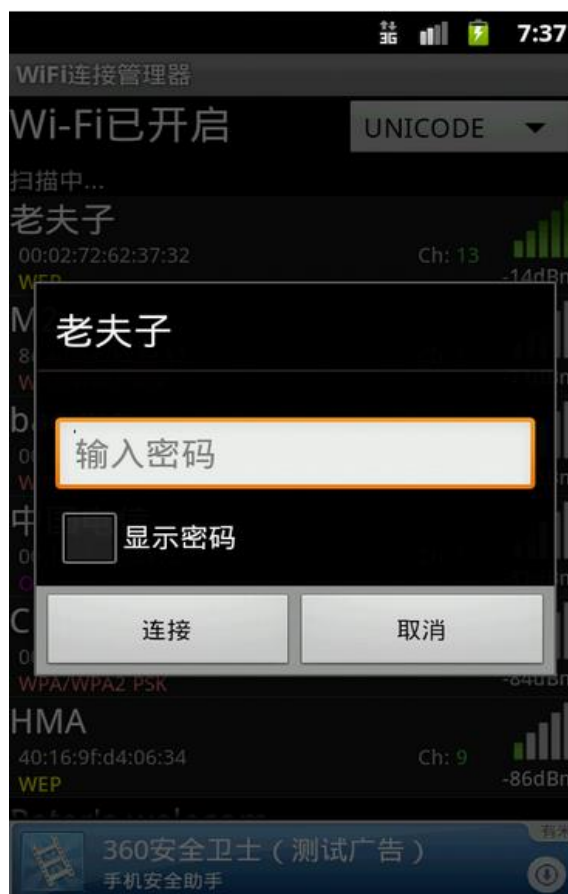 3G 7:37
WiFi连接管理器
Wi-Fi已开启 UNICODE
扫描中...
老夫子
00:02:72:62:37:32 Ch: 13
WEP -14dBm
老夫子
输入密码
显示密码
连接 取消
WPA/WPA2 PSK -84dBm
HMA
40:16:9f:d4:06:34 Ch: 9
WEP -86dBm
360安全卫士（测试广告）
手机安全助手